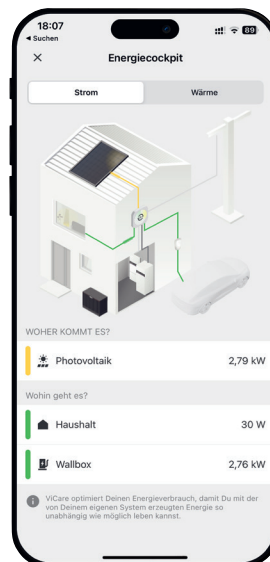 18:07
89
◂ Suchen
Energiecockpit
Strom
Wärme
WOHER KOMMT ES?
Photovoltaik
2,79 kW
Wohin geht es?
Haushalt
30 W
Wallbox
2,76 kW
ViCare optimiert Deinen Energieverbrauch, damit Du mit der
von Deinem eigenen System erzeugten Energie so
unabhängig wie möglich leben kannst.